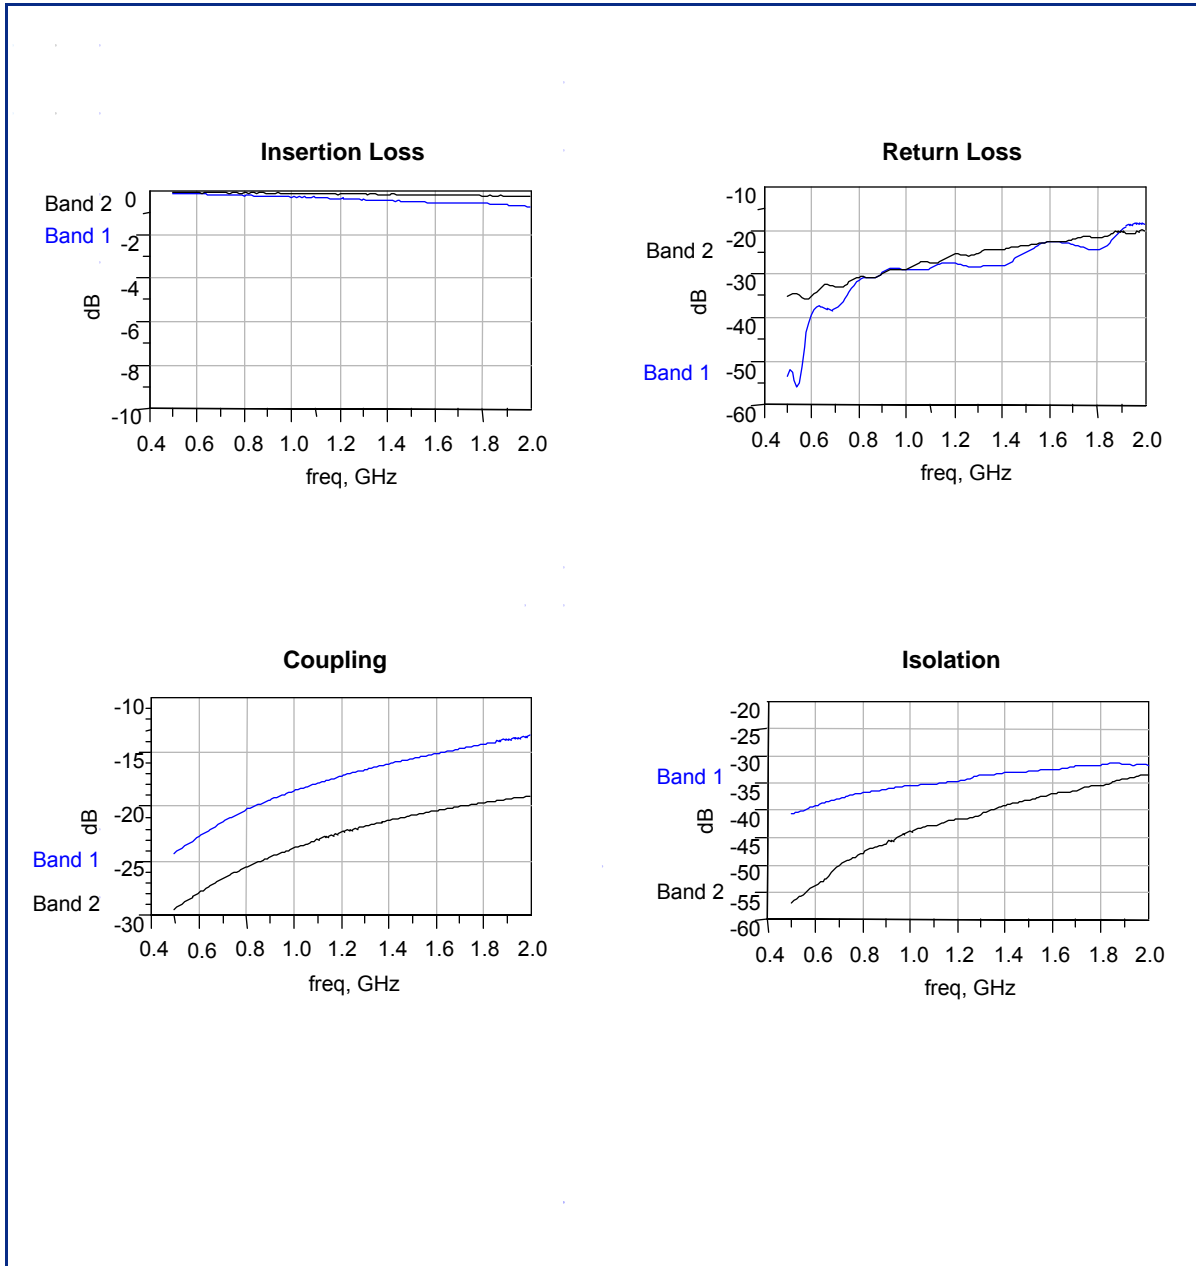 Insertion Loss
Band 2
Band 1
0
-2
-4
-6
-8
-10
dB
0.4 0.6 0.8 1.0 1.2 1.4 1.6 1.8 2.0
freq, GHz
Return Loss
Band 2
Band 1
-10
-20
-30
-40
-50
-60
dB
0.4 0.6 0.8 1.0 1.2 1.4 1.6 1.8 2.0
freq, GHz
Coupling
-10
-15
-20
-25
-30
dB
Band 1
Band 2
0.4 0.6 0.8 1.0 1.2 1.4 1.6 1.8 2.0
freq, GHz
Isolation
-20
-25
-30
-35
-40
-45
-50
-55
-60
Band 1
dB
Band 2
0.4 0.6 0.8 1.0 1.2 1.4 1.6 1.8 2.0
freq, GHz